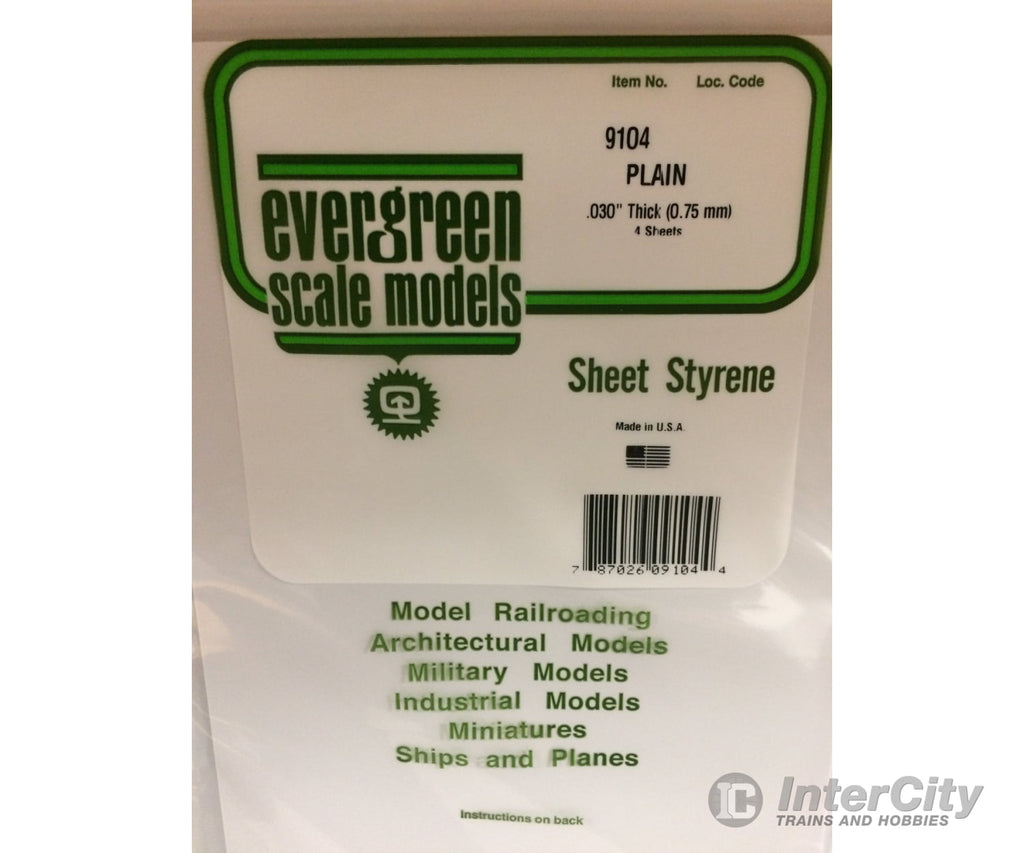 Item No. Loc. Code
9104
PLAIN
.030" Thick (0.75 mm)
4 Sheets
evergreen
scale models
Sheet Styrene
Made in U.S.A.
7 87026 09104 4
Model Railroading
Architectural Models
Military Models
Industrial Models
Miniatures
Ships and Planes
Instructions on back
InterCity
TRAINS AND HOBBIES